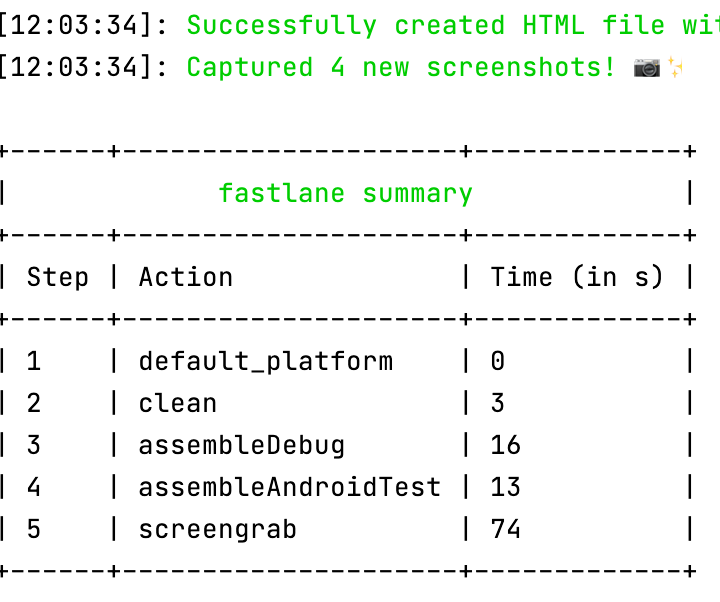 [12:03:34]: Successfully created HTML file
[12:03:34]: Captured 4 new screenshots! 📷✨
+------+---------------------+-------------+
| fastlane summary |
+------+---------------------+-------------+
| Step | Action | Time (in s) |
+------+---------------------+-------------+
| 1 | default_platform | 0 |
| 2 | clean | 3 |
| 3 | assembleDebug | 16 |
| 4 | assembleAndroidTest | 13 |
| 5 | screengrab | 74 |
+------+---------------------+-------------+